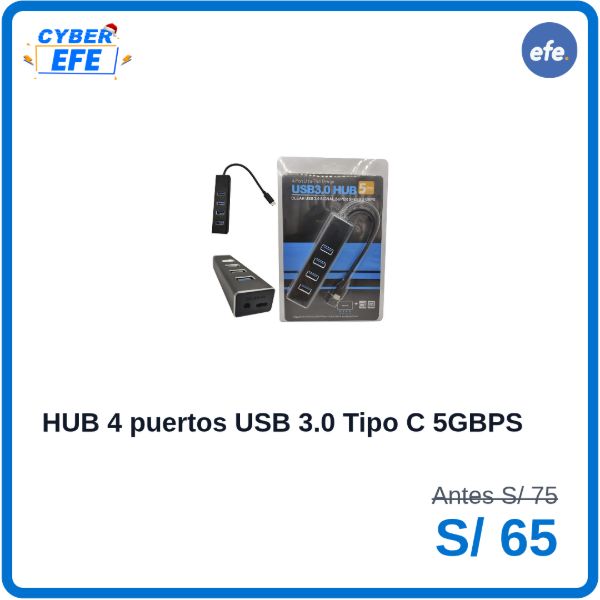 CYBER
EFE
efe.
USB3.0 HUB
HUB 4 puertos USB 3.0 Tipo C 5GBPS
Antes S/ 75
S/ 65